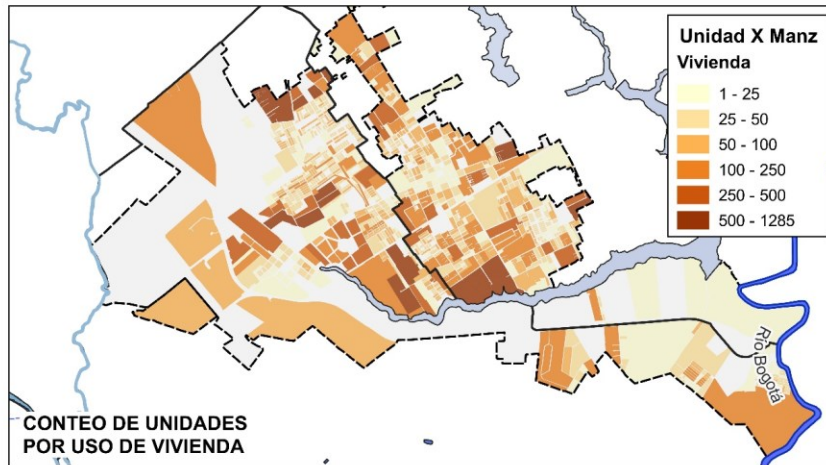 Unidad X Manz
Vivienda
1 - 25
25 - 50
50 - 100
100 - 250
250 - 500
500 - 1285
Río Bogotá
CONTEO DE UNIDADES
POR USO DE VIVIENDA